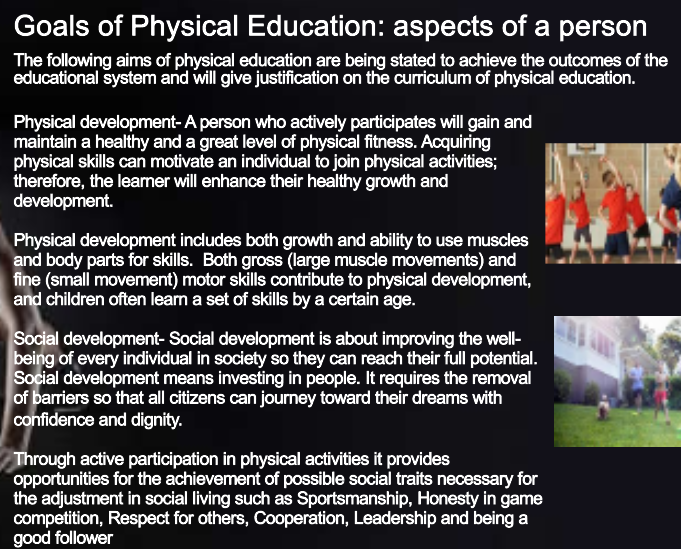 Goals of Physical Education: aspects of a person
The following aims of physical education are being stated to achieve the outcomes of the
educational system and will give justification on the curriculum of physical education.
Physical development- A person who actively participates will gain and
maintain a healthy and a great level of physical fitness. Acquiring
physical skills can motivate an individual to join physical activities;
therefore, the learner will enhance their healthy growth and
development.
Physical development includes both growth and ability to use muscles
and body parts for skills.  Both gross (large muscle movements) and
fine (small movement) motor skills contribute to physical development,
and children often learn a set of skills by a certain age.
Social development- Social development is about improving the well-
being of every individual in society so they can reach their full potential.
Social development means investing in people. It requires the removal
of barriers so that all citizens can journey toward their dreams with
confidence and dignity.
Through active participation in physical activities it provides
opportunities for the achievement of possible social traits necessary for
the adjustment in social living such as Sportsmanship, Honesty in game
competition, Respect for others, Cooperation, Leadership and being a
good follower